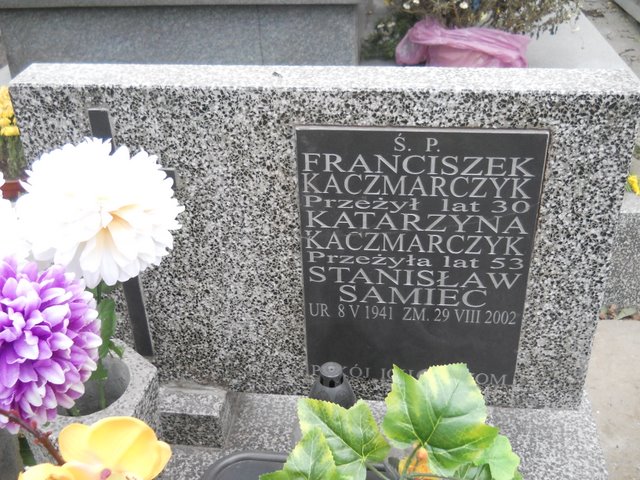 Ś. P.
FRANCISZEK
KACZMARCZYK
Przeżył lat 30
KATARZYNA
KACZMARCZYK
Przeżyła lat 53
STANISŁAW
SAMIEC
UR 8 V 1941 ZM. 29 VIII 2002